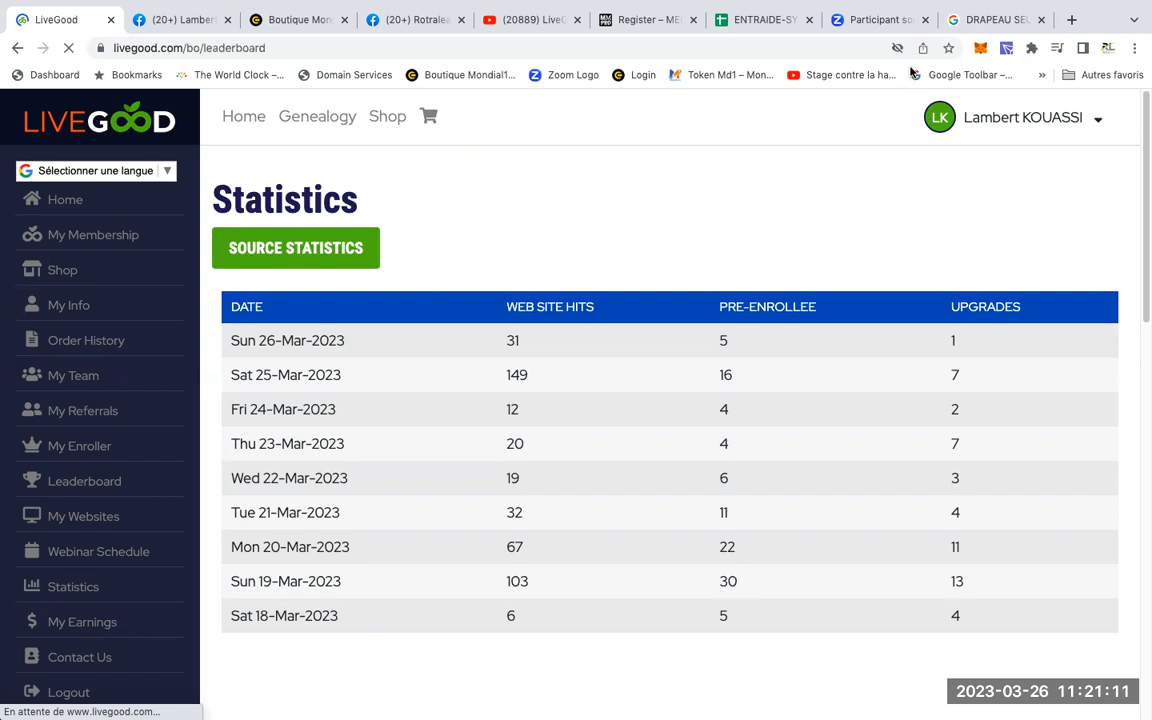 LiveGood
(20+) Lambert
Boutique Mon
(20+) Rotralea
(20889) LiveG
Register – ME
ENTRAIDE-SY
Participant so
DRAPEAU SEL
livegood.com/bo/leaderboard
Dashboard
Bookmarks
The World Clock –...
Domain Services
Boutique Mondial1...
Zoom Logo
Login
Token Md1 – Mon...
Stage contre la ha...
Google Toolbar –...
»
Autres favoris
LIVEGOOD
Home
Genealogy
Shop
LK
Lambert KOUASSI
Sélectionner une langue ▼
Home
My Membership
Shop
My Info
Order History
My Team
My Referrals
My Enroller
Leaderboard
My Websites
Webinar Schedule
Statistics
My Earnings
Contact Us
Logout
Statistics
SOURCE STATISTICS
DATE WEB SITE HITS PRE-ENROLLEE UPGRADES
Sun 26-Mar-2023 31 5 1
Sat 25-Mar-2023 149 16 7
Fri 24-Mar-2023 12 4 2
Thu 23-Mar-2023 20 4 7
Wed 22-Mar-2023 19 6 3
Tue 21-Mar-2023 32 11 4
Mon 20-Mar-2023 67 22 11
Sun 19-Mar-2023 103 30 13
Sat 18-Mar-2023 6 5 4
En attente de www.livegood.com...
2023-03-26 11:21:11